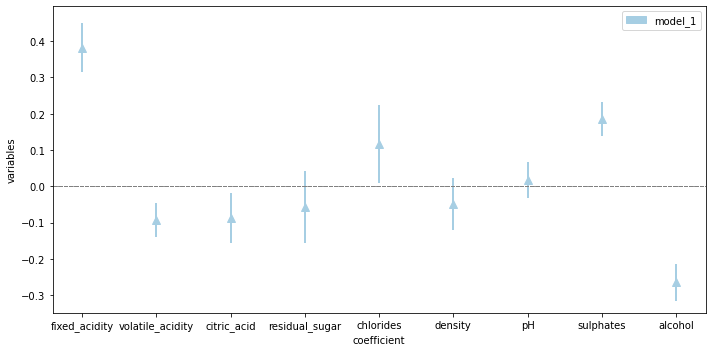 model_1
0.4
0.3
0.2
0.1
0.0
−0.1
−0.2
−0.3
variables
fixed_acidity volatile_acidity citric_acid residual_sugar chlorides density pH sulphates alcohol
coefficient